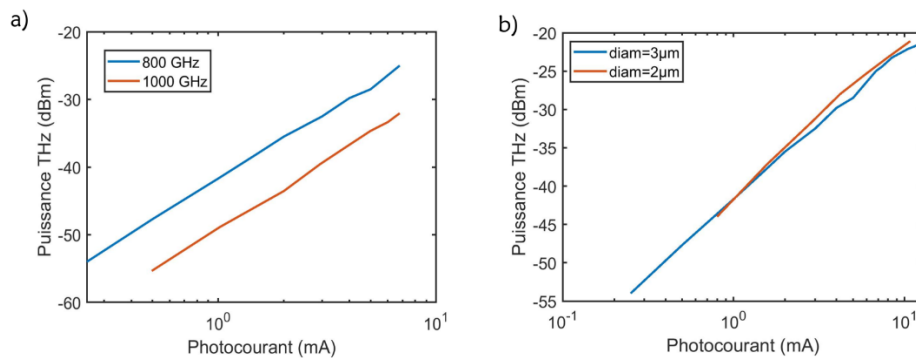 a)
-20
-30
-40
-50
-60
Puissance THz (dBm)
800 GHz
1000 GHz
10⁰
10¹
Photocourant (mA)
b)
-20
-25
-30
-35
-40
-45
-50
-55
Puissance THz (dBm)
diam=3µm
diam=2µm
10⁻¹
10⁰
10¹
Photocourant (mA)